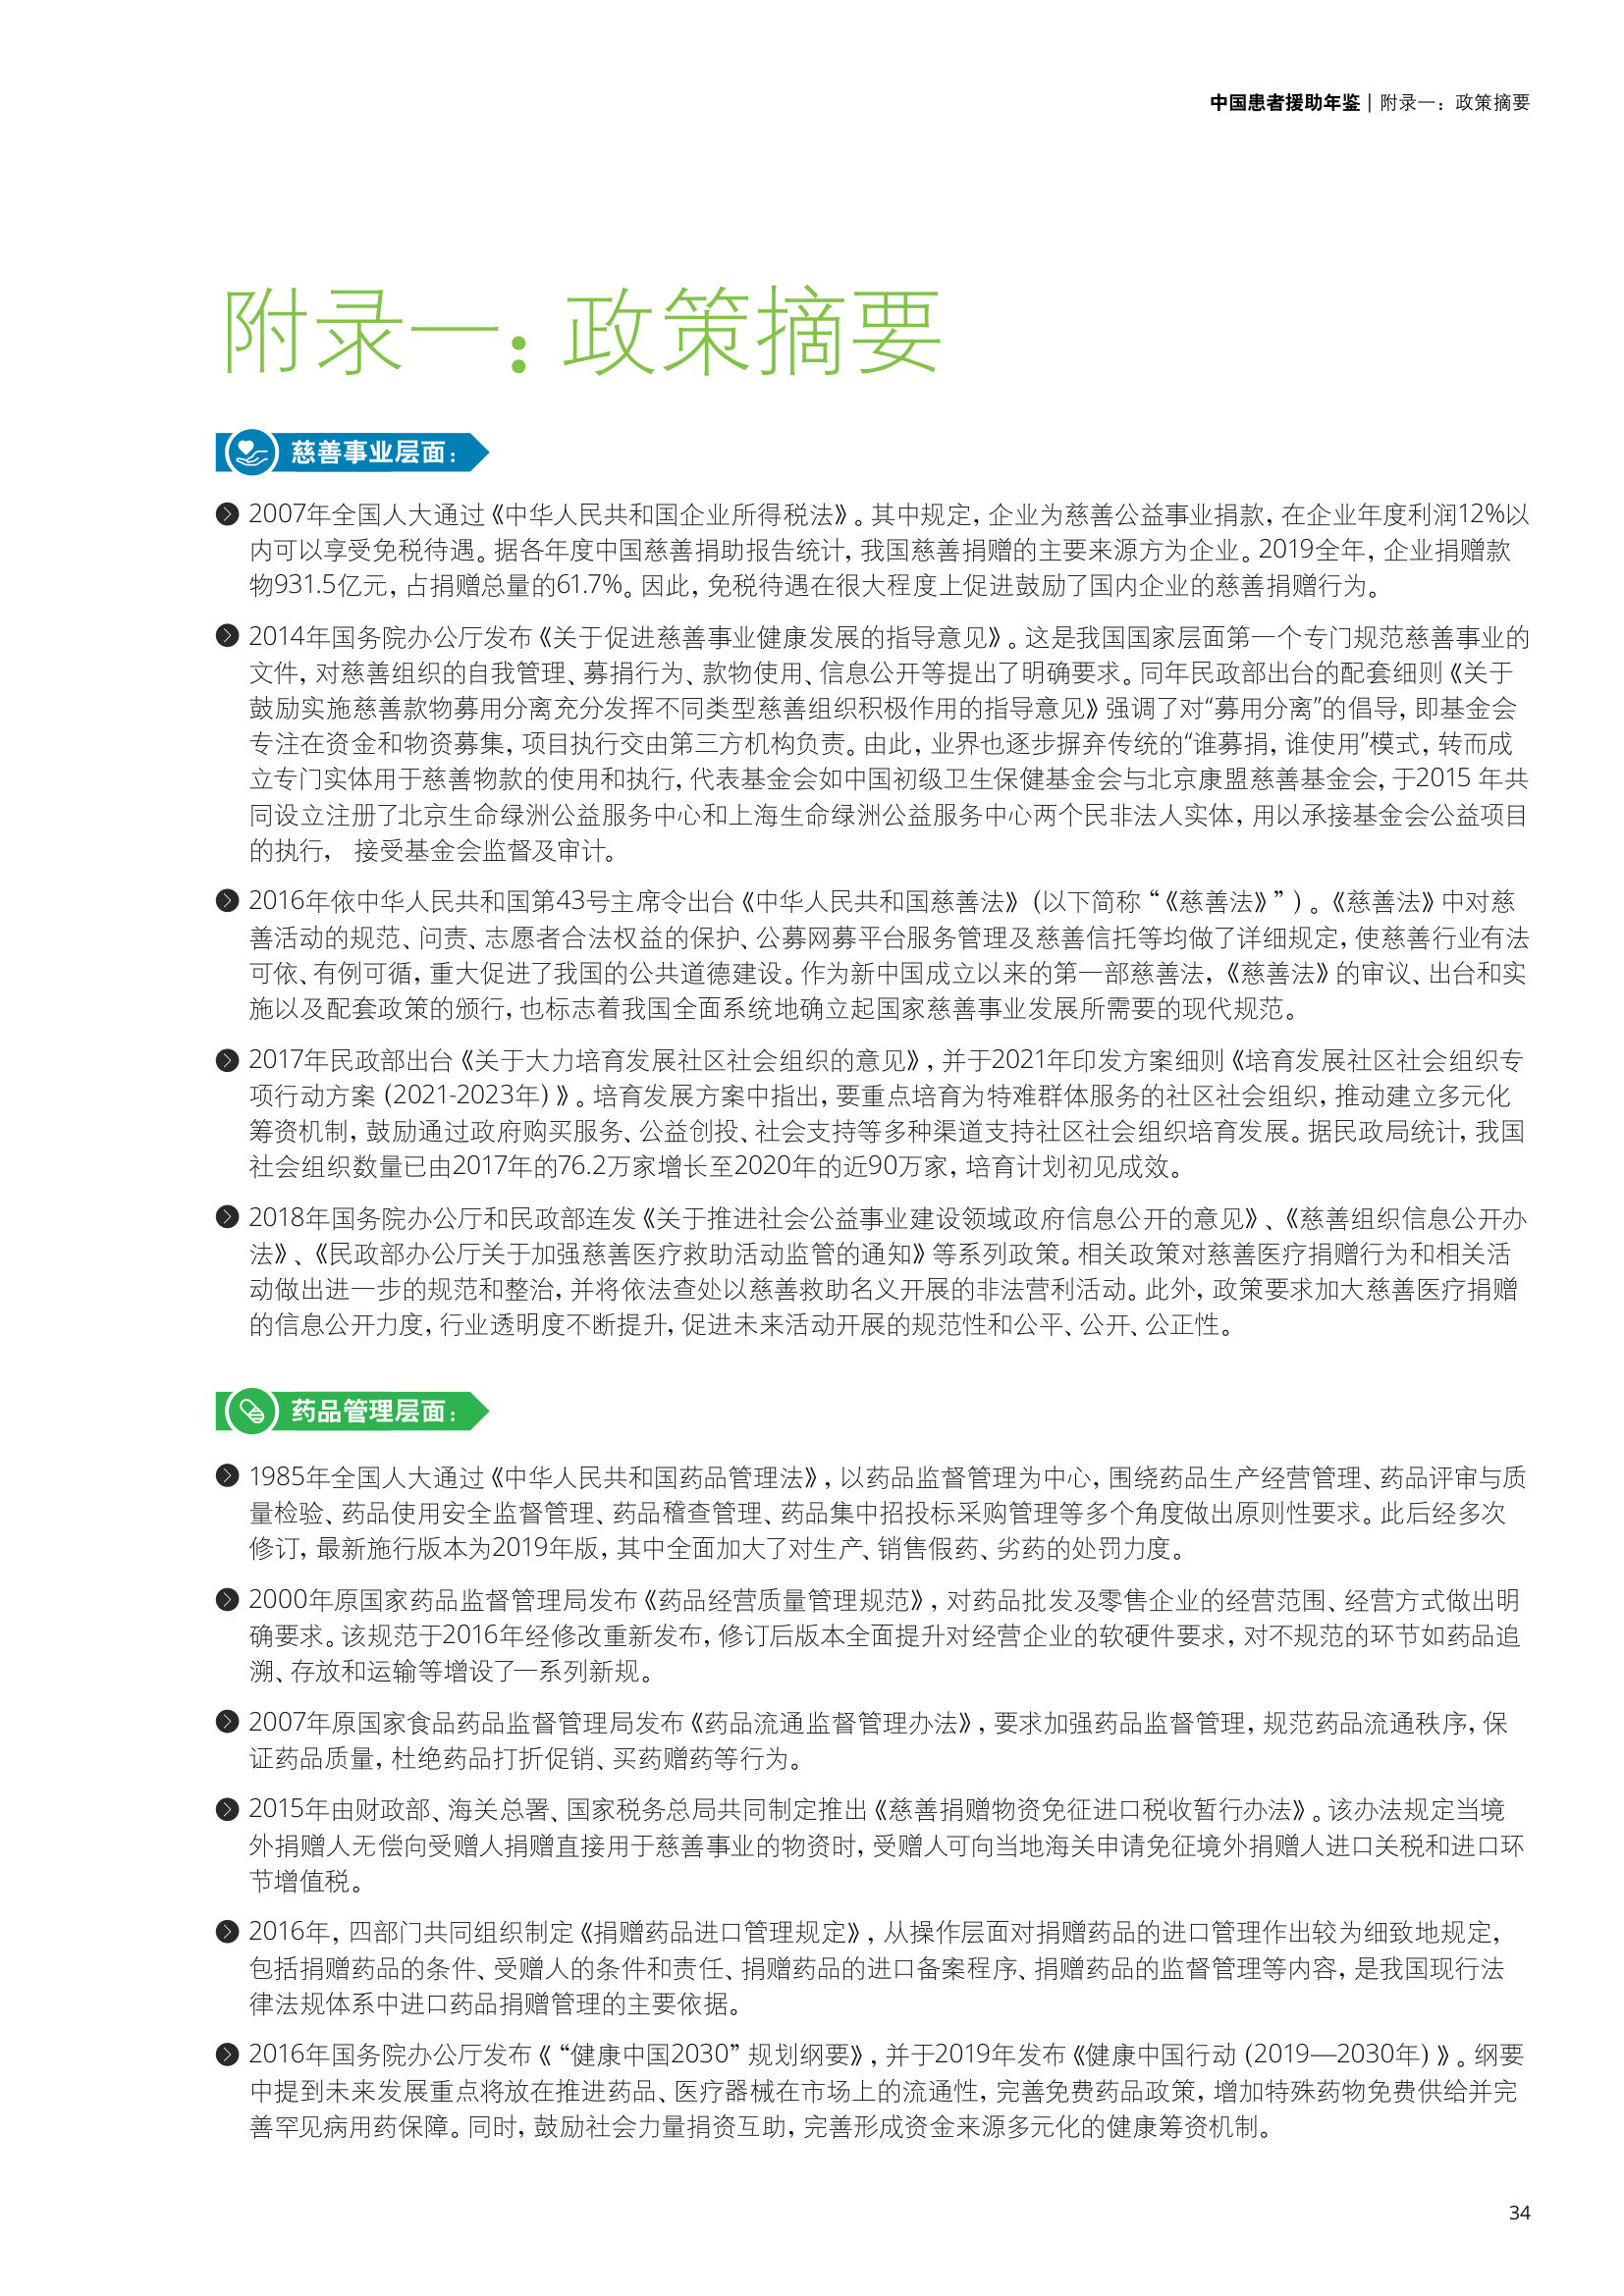 中国患者援助年鉴 | 附录一：政策摘要
附录一：政策摘要
慈善事业层面：
2007年全国人大通过《中华人民共和国企业所得税法》。其中规定，企业为慈善公益事业捐款，在企业年度利润12%以
内可以享受免税待遇。据各年度中国慈善捐助报告统计，我国慈善捐赠的主要来源方为企业。2019全年，企业捐赠款
物931.5亿元，占捐赠总量的61.7%。因此，免税待遇在很大程度上促进鼓励了国内企业的慈善捐赠行为。
2014年国务院办公厅发布《关于促进慈善事业健康发展的指导意见》。这是我国国家层面第一个专门规范慈善事业的
文件，对慈善组织的自我管理、募捐行为、款物使用、信息公开等提出了明确要求。同年民政部出台的配套细则《关于
鼓励实施慈善款物募用分离充分发挥不同类型慈善组织积极作用的指导意见》强调了对“募用分离”的倡导，即基金会
专注在资金和物资募集，项目执行交由第三方机构负责。由此，业界也逐步摒弃传统的“谁募捐，谁使用”模式，转而成
立专门实体用于慈善物款的使用和执行，代表基金会如中国初级卫生保健基金会与北京康盟慈善基金会，于2015 年共
同设立注册了北京生命绿洲公益服务中心和上海生命绿洲公益服务中心两个民非法人实体，用以承接基金会公益项目
的执行， 接受基金会监督及审计。
2016年依中华人民共和国第43号主席令出台《中华人民共和国慈善法》（以下简称“《慈善法》”）。《慈善法》中对慈
善活动的规范、问责、志愿者合法权益的保护、公募网募平台服务管理及慈善信托等均做了详细规定，使慈善行业有法
可依、有例可循，重大促进了我国的公共道德建设。作为新中国成立以来的第一部慈善法，《慈善法》的审议、出台和实
施以及配套政策的颁行，也标志着我国全面系统地确立起国家慈善事业发展所需要的现代规范。
2017年民政部出台《关于大力培育发展社区社会组织的意见》，并于2021年印发方案细则《培育发展社区社会组织专
项行动方案（2021-2023年）》。培育发展方案中指出，要重点培育为特难群体服务的社区社会组织，推动建立多元化
筹资机制，鼓励通过政府购买服务、公益创投、社会支持等多种渠道支持社区社会组织培育发展。据民政局统计，我国
社会组织数量已由2017年的76.2万家增长至2020年的近90万家，培育计划初见成效。
2018年国务院办公厅和民政部连发《关于推进社会公益事业建设领域政府信息公开的意见》、《慈善组织信息公开办
法》、《民政部办公厅关于加强慈善医疗救助活动监管的通知》等系列政策。相关政策对慈善医疗捐赠行为和相关活
动做出进一步的规范和整治，并将依法查处以慈善救助名义开展的非法营利活动。此外，政策要求加大慈善医疗捐赠
的信息公开力度，行业透明度不断提升，促进未来活动开展的规范性和公平、公开、公正性。
药品管理层面：
1985年全国人大通过《中华人民共和国药品管理法》，以药品监督管理为中心，围绕药品生产经营管理、药品评审与质
量检验、药品使用安全监督管理、药品稽查管理、药品集中招投标采购管理等多个角度做出原则性要求。此后经多次
修订，最新施行版本为2019年版，其中全面加大了对生产、销售假药、劣药的处罚力度。
2000年原国家药品监督管理局发布《药品经营质量管理规范》，对药品批发及零售企业的经营范围、经营方式做出明
确要求。该规范于2016年经修改重新发布，修订后版本全面提升对经营企业的软硬件要求，对不规范的环节如药品追
溯、存放和运输等增设了一系列新规。
2007年原国家食品药品监督管理局发布《药品流通监督管理办法》，要求加强药品监督管理，规范药品流通秩序，保
证药品质量，杜绝药品打折促销、买药赠药等行为。
2015年由财政部、海关总署、国家税务总局共同制定推出《慈善捐赠物资免征进口税收暂行办法》。该办法规定当境
外捐赠人无偿向受赠人捐赠直接用于慈善事业的物资时，受赠人可向当地海关申请免征境外捐赠人进口关税和进口环
节增值税。
2016年，四部门共同组织制定《捐赠药品进口管理规定》，从操作层面对捐赠药品的进口管理作出较为细致地规定，
包括捐赠药品的条件、受赠人的条件和责任、捐赠药品的进口备案程序、捐赠药品的监督管理等内容，是我国现行法
律法规体系中进口药品捐赠管理的主要依据。
2016年国务院办公厅发布《“健康中国2030”规划纲要》，并于2019年发布《健康中国行动（2019—2030年）》。纲要
中提到未来发展重点将放在推进药品、医疗器械在市场上的流通性，完善免费药品政策，增加特殊药物免费供给并完
善罕见病用药保障。同时，鼓励社会力量捐资互助，完善形成资金来源多元化的健康筹资机制。
34